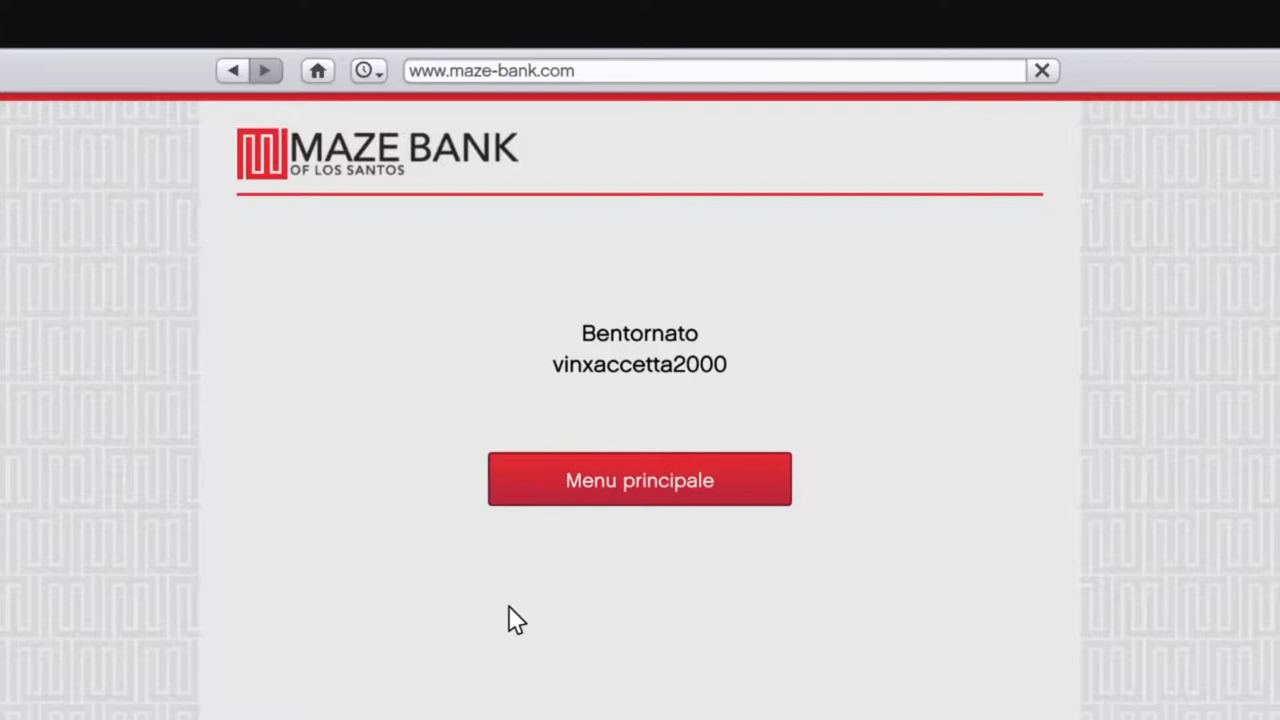 www.maze-bank.com
MAZE BANK
OF LOS SANTOS
Bentornato
vinxaccetta2000
Menu principale